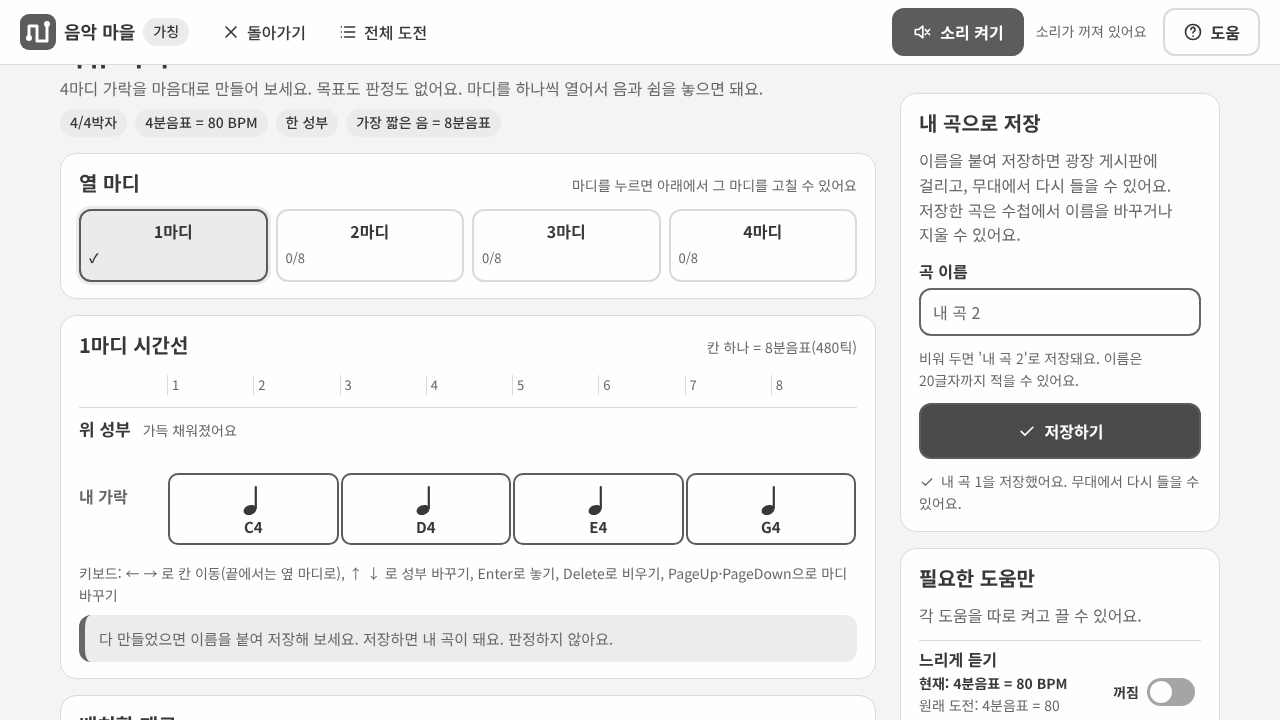 음악 마을 가칭 돌아가기 전체 도전 소리 켜기 소리가 꺼져 있어요 도움
4마디 가락을 마음대로 만들어 보세요. 목표도 판정도 없어요. 마디를 하나씩 열어서 음과 쉼을 놓으면 돼요.
4/4박자 4분음표 = 80 BPM 한 성부 가장 짧은 음 = 8분음표
열 마디 마디를 누르면 아래에서 그 마디를 고칠 수 있어요
1마디 2마디 3마디 4마디
✓ 0/8 0/8 0/8
1마디 시간선 칸 하나 = 8분음표(480틱)
1 2 3 4 5 6 7 8
위 성부 가득 채워졌어요
내 가락
C4 D4 E4 G4
키보드: ← → 로 칸 이동(끝에서는 옆 마디로), ↑ ↓ 로 성부 바꾸기, Enter로 놓기, Delete로 비우기, PageUp·PageDown으로 마디
바꾸기
다 만들었으면 이름을 붙여 저장해 보세요. 저장하면 내 곡이 돼요. 판정하지 않아요.
내 곡으로 저장
이름을 붙여 저장하면 광장 게시판에
걸리고, 무대에서 다시 들을 수 있어요.
저장한 곡은 수첩에서 이름을 바꾸거나
지울 수 있어요.
곡 이름
내 곡 2
비워 두면 '내 곡 2'로 저장돼요. 이름은
20글자까지 적을 수 있어요.
저장하기
✓ 내 곡 1을 저장했어요. 무대에서 다시 들을 수
있어요.
필요한 도움만
각 도움을 따로 켜고 끌 수 있어요.
느리게 듣기
현재: 4분음표 = 80 BPM 꺼짐
원래 도전: 4분음표 = 80